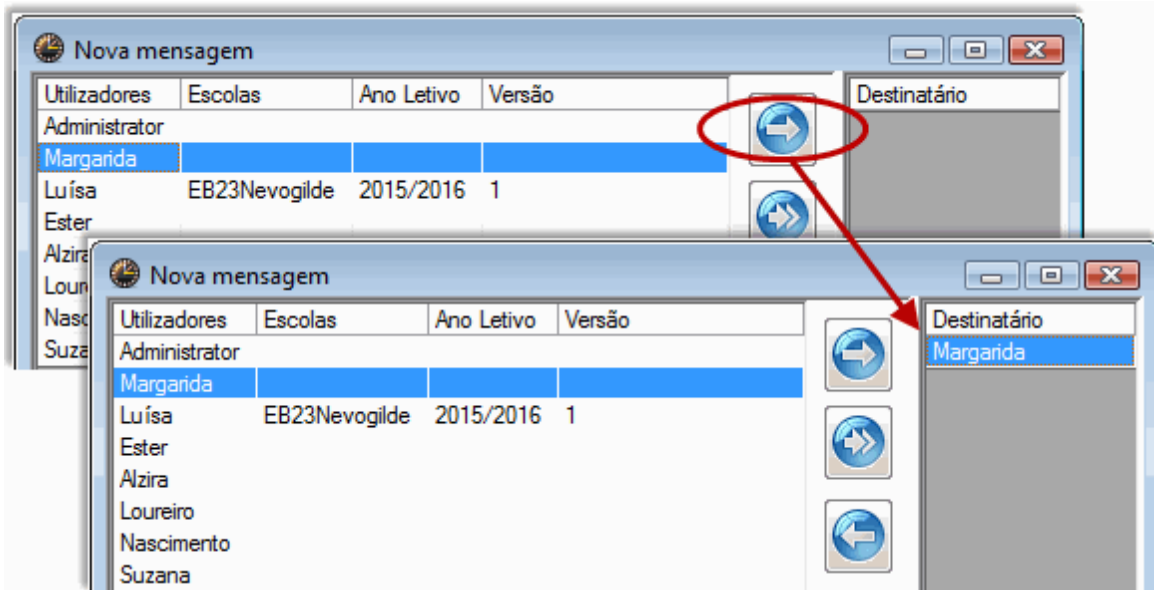 Nova mensagem
Utilizadores Escolas Ano Letivo Versão Destinatário
Administrator
Margarida
Luísa EB23Nevogilde 2015/2016 1
Ester
Nova mensagem
Utilizadores Escolas Ano Letivo Versão Destinatário
Administrator
Margarida Margarida
Luísa EB23Nevogilde 2015/2016 1
Ester
Alzira
Loureiro
Nascimento
Suzana